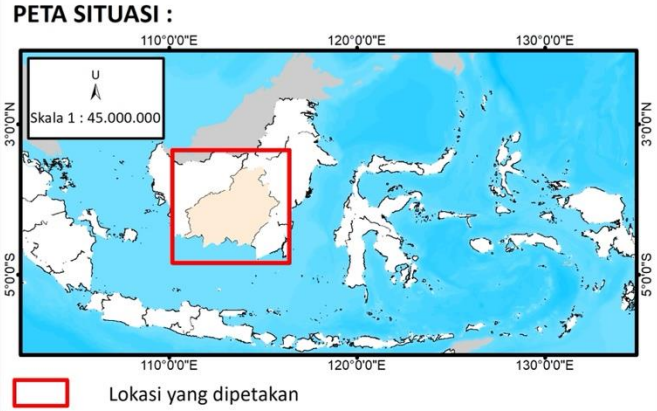 PETA SITUASI :
110°0'0"E 120°0'0"E 130°0'0"E
U
Skala 1 : 45.000.000
3°0'0"N 3°0'0"N
5°0'0"S 5°0'0"S
110°0'0"E 120°0'0"E 130°0'0"E
Lokasi yang dipetakan